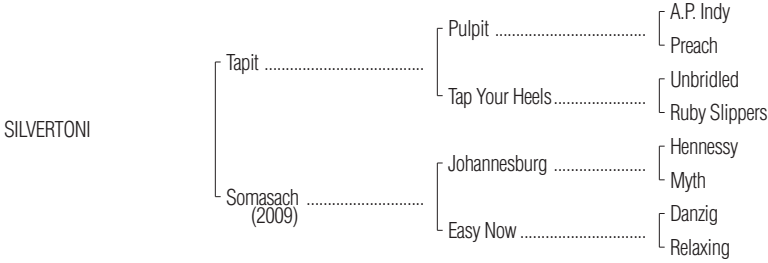 A.P. Indy
Pulpit ......................................
Preach
Tapit ........................................
Unbridled
Tap Your Heels.......................
Ruby Slippers
SILVERTONI
Hennessy
Johannesburg .......................
Myth
Somasach .............................
(2009)
Danzig
Easy Now ...............................
Relaxing